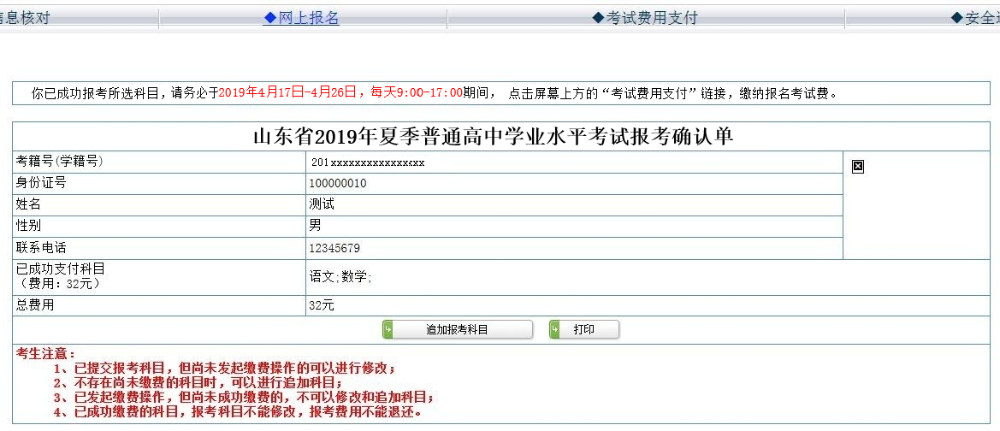 息核对 ◆网上报名 ◆考试费用支付 ◆安全
你已成功报考所选科目，请务必于2019年4月17日-4月26日，每天9:00-17:00期间， 点击屏幕上方的“考试费用支付”链接，缴纳报名考试费。
山东省2019年夏季普通高中学业水平考试报考确认单
考籍号(学籍号) 201xxxxxxxxxxxxxxxx
身份证号 100000010
姓名 测试
性别 男
联系电话 12345679
已成功支付科目
（费用：32元） 语文;数学;
总费用 32元
追加报考科目 打印
考生注意：
1、已提交报考科目，但尚未发起缴费操作的可以进行修改；
2、不存在尚未缴费的科目时，可以进行追加科目；
3、已发起缴费操作，但尚未成功缴费的，不可以修改和追加科目；
4、已成功缴费的科目，报考科目不能修改，报考费用不能退还。